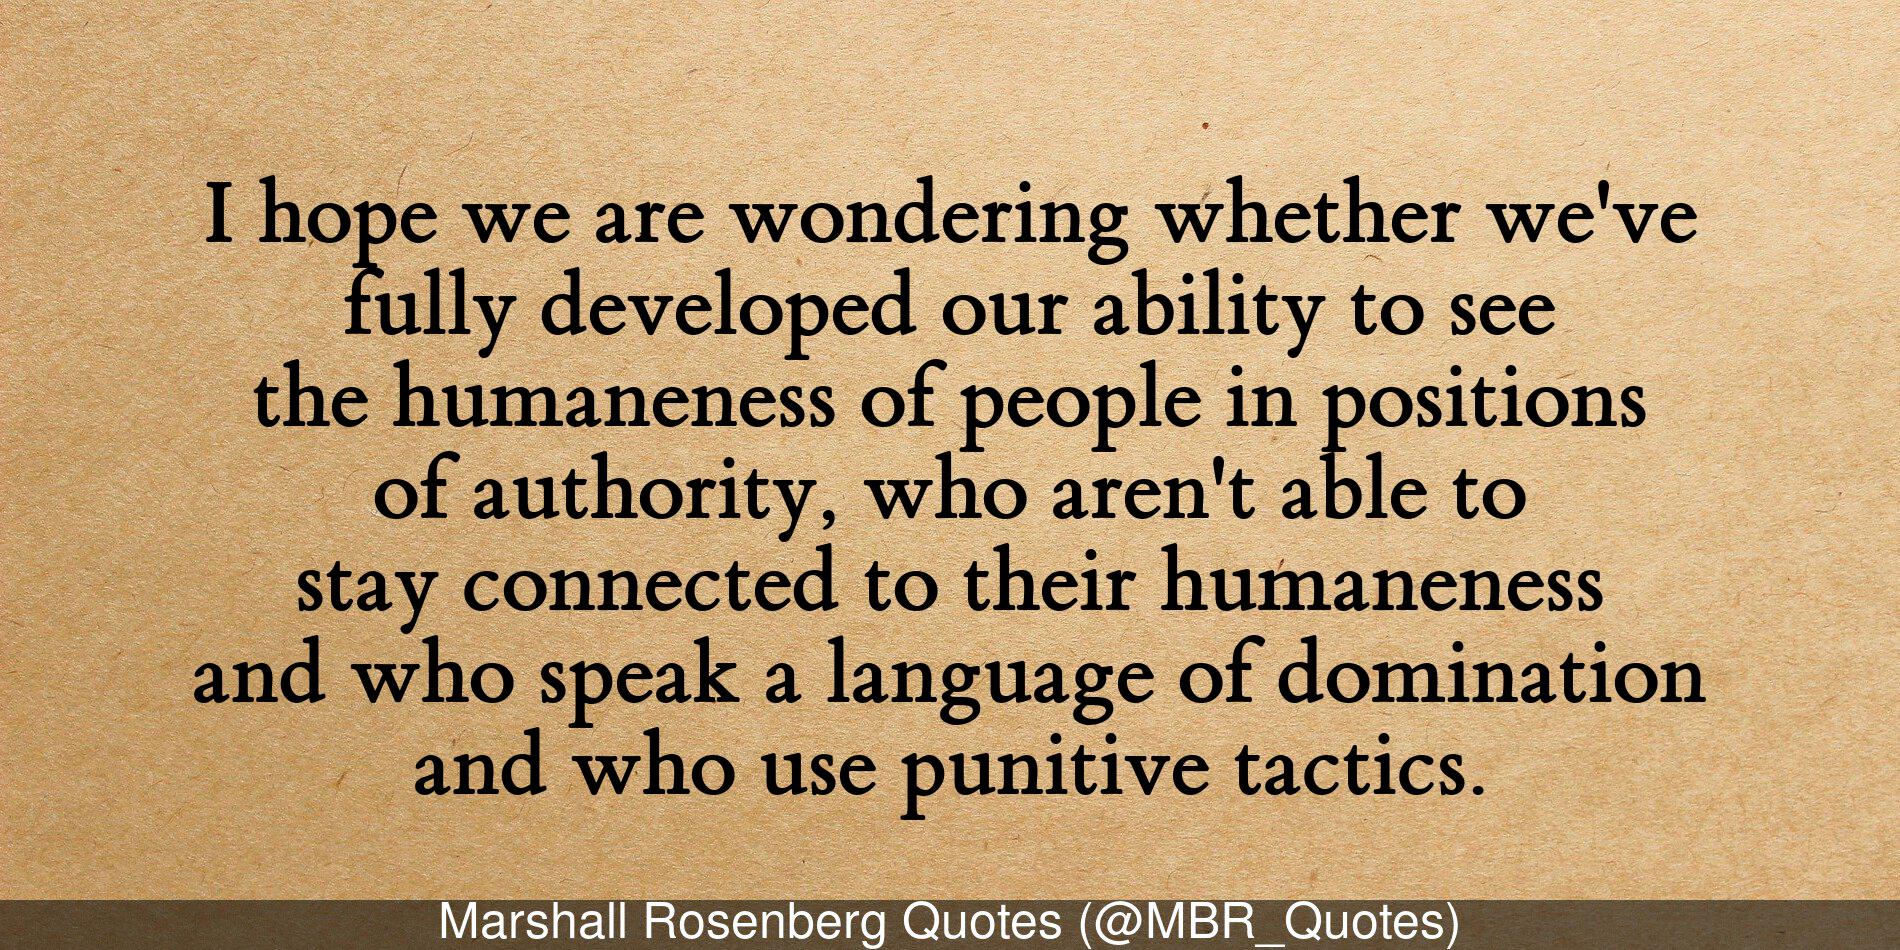 I hope we are wondering whether we've
fully developed our ability to see
the humaneness of people in positions
of authority, who aren't able to
stay connected to their humaneness
and who speak a language of domination
and who use punitive tactics.
Marshall Rosenberg Quotes (@MBR_Quotes)